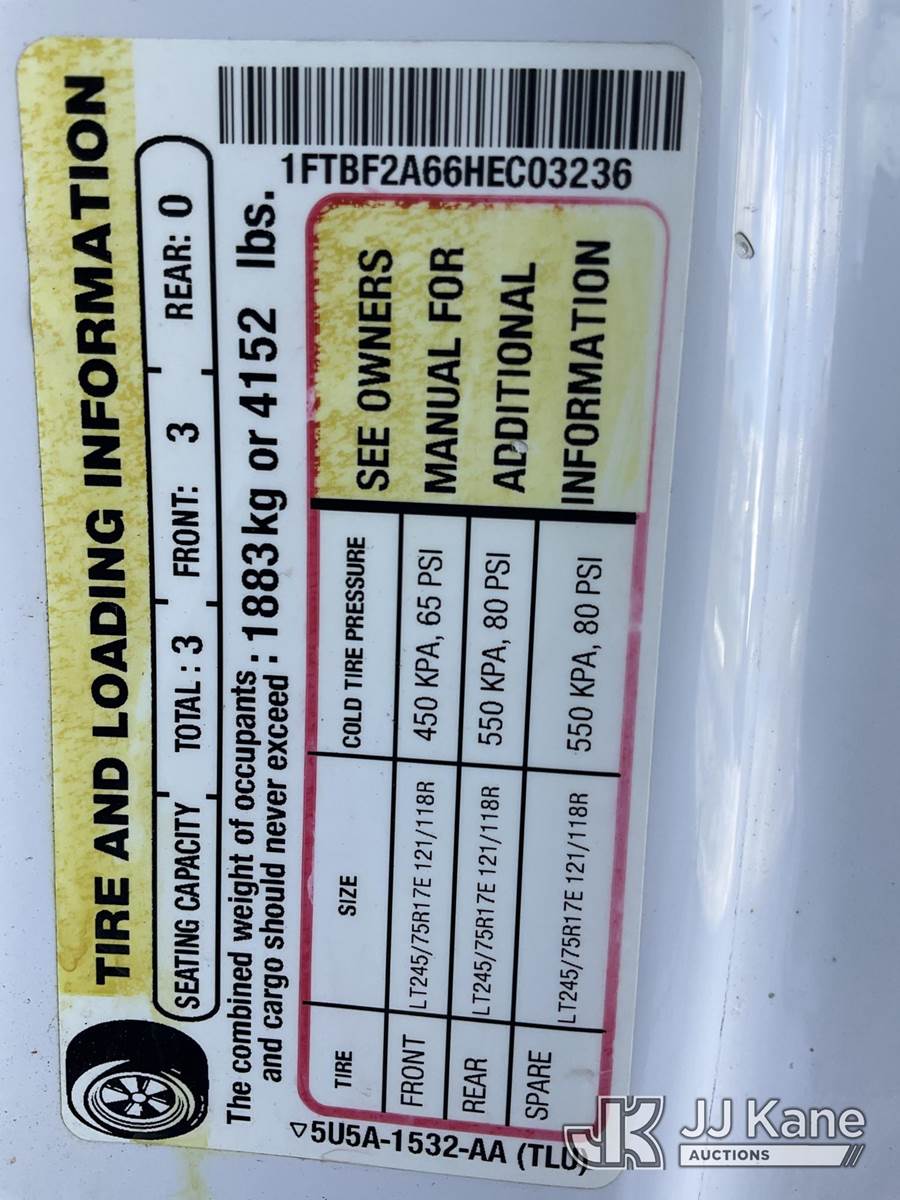 TIRE AND LOADING INFORMATION
SEATING CAPACITY TOTAL : 3 FRONT: 3 REAR: 0
The combined weight of occupants and cargo should never exceed : 1883kg or 4152 lbs.
1FTBF2A66HEC03236
TIRE SIZE COLD TIRE PRESSURE
FRONT LT245/75R17E 121/118R 450 KPA, 65 PSI
REAR LT245/75R17E 121/118R 550 KPA, 80 PSI
SPARE LT245/75R17E 121/118R 550 KPA, 80 PSI
SEE OWNERS
MANUAL FOR
ADDITIONAL
INFORMATION
5U5A-1532-AA (TLU)
JK JJ Kane
AUCTIONS